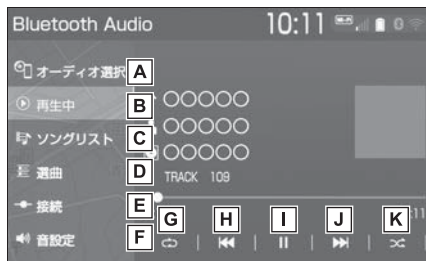 Bluetooth Audio 10:11
オーディオ選択 A
再生中 B ○○○○○
ソングリスト C ○○○○○
○○○○○
選曲 D TRACK 109
接続 E
音設定 F G H I J K